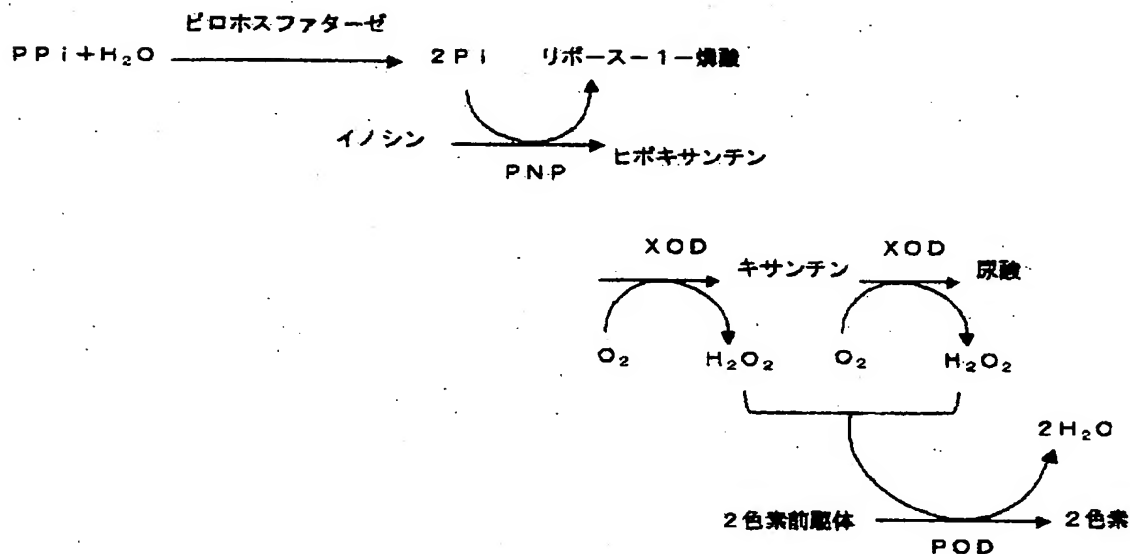 ピロホスファターゼ
PPi+H₂O 2Pi リボース-1-燐酸
イノシン ヒポキサンチン
PNP
XOD XOD
キサンチン 尿酸
O₂ H₂O₂ O₂ H₂O₂
2H₂O
2色素前駆体 2色素
POD